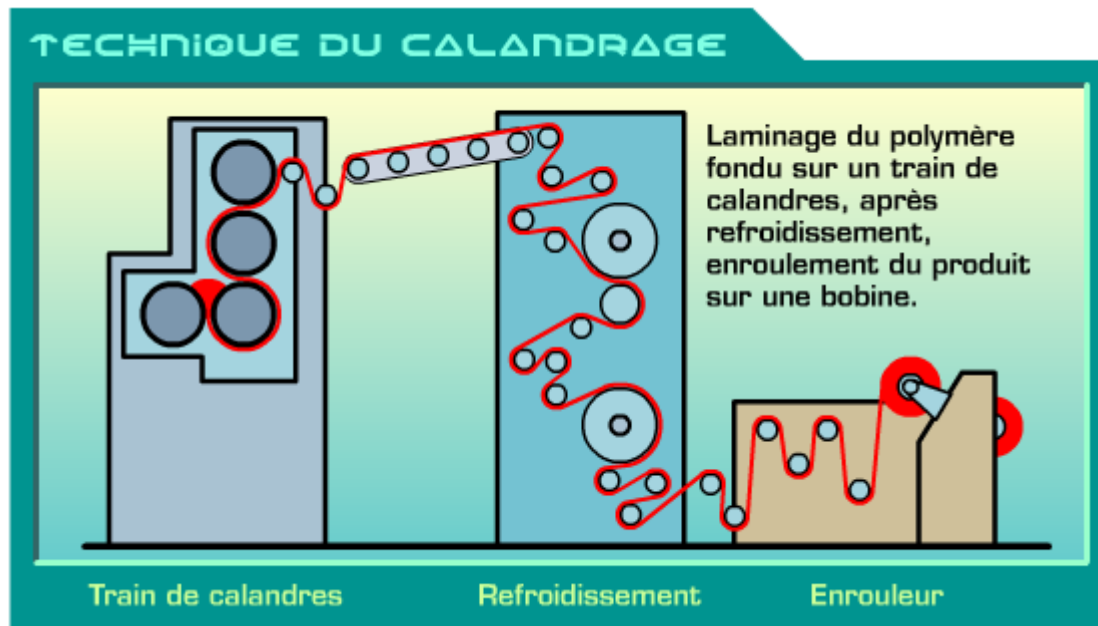 TECHNIQUE DU CALANDRAGE
Laminage du polymère
fondu sur un train de
calandres, après
refroidissement,
enroulement du produit
sur une bobine.
Train de calandres
Refroidissement
Enrouleur